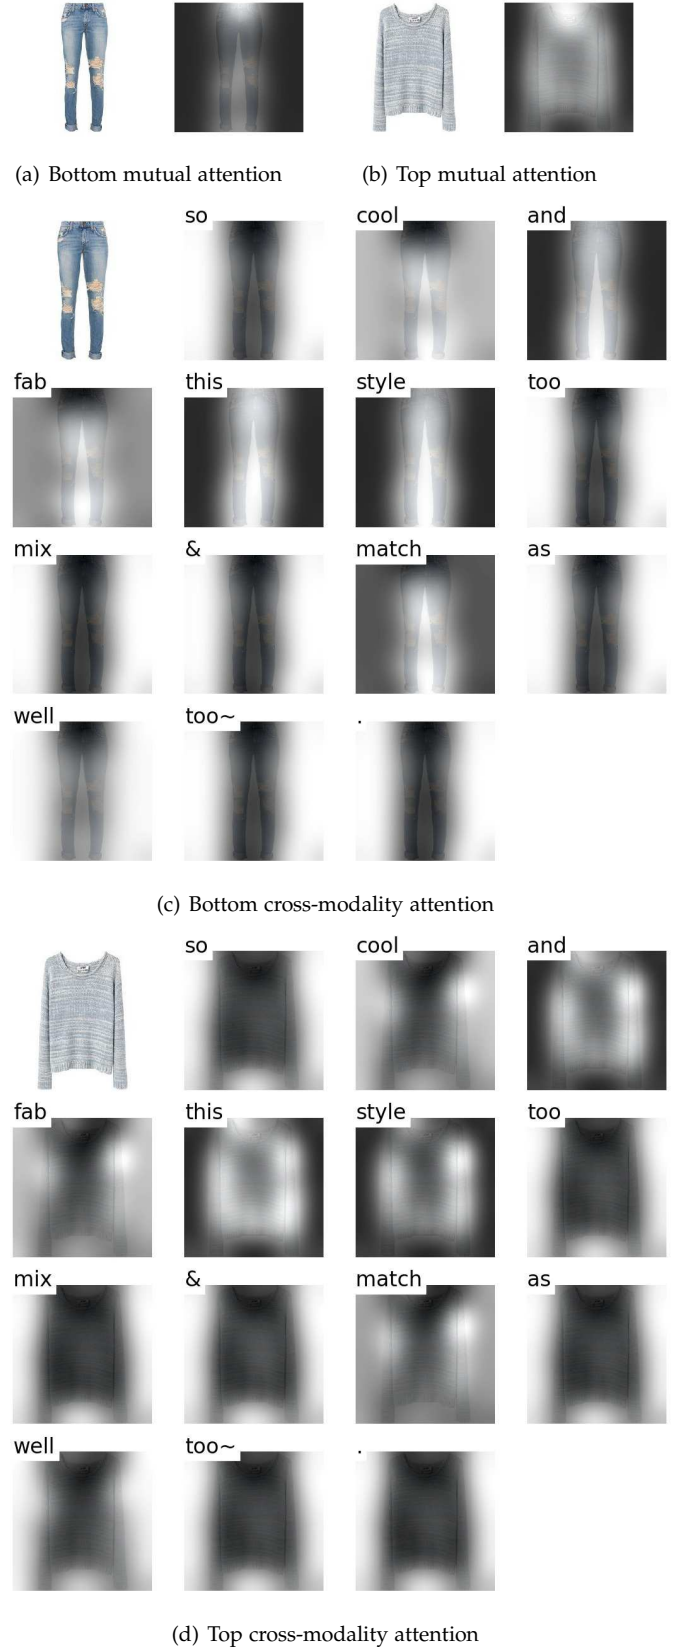 (a) Bottom mutual attention
(b) Top mutual attention
so
cool
and
fab
this
style
too
mix
&
match
as
well
too~
.
(c) Bottom cross-modality attention
so
cool
and
fab
this
style
too
mix
&
match
as
well
too~
.
(d) Top cross-modality attention